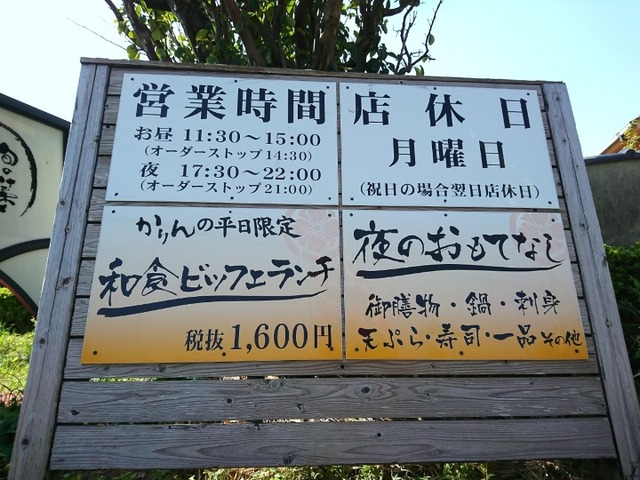 営業時間
お昼 11:30〜15:00
(オーダーストップ14:30)
夜 17:30〜22:00
(オーダーストップ21:00)
店休日
月曜日
(祝日の場合翌日店休日)
かりんの平日限定
和食ビッフェランチ
税抜1,600円
夜のおもてなし
御膳物・鍋・刺身
天ぷら・寿司・一品 その他
旬菜